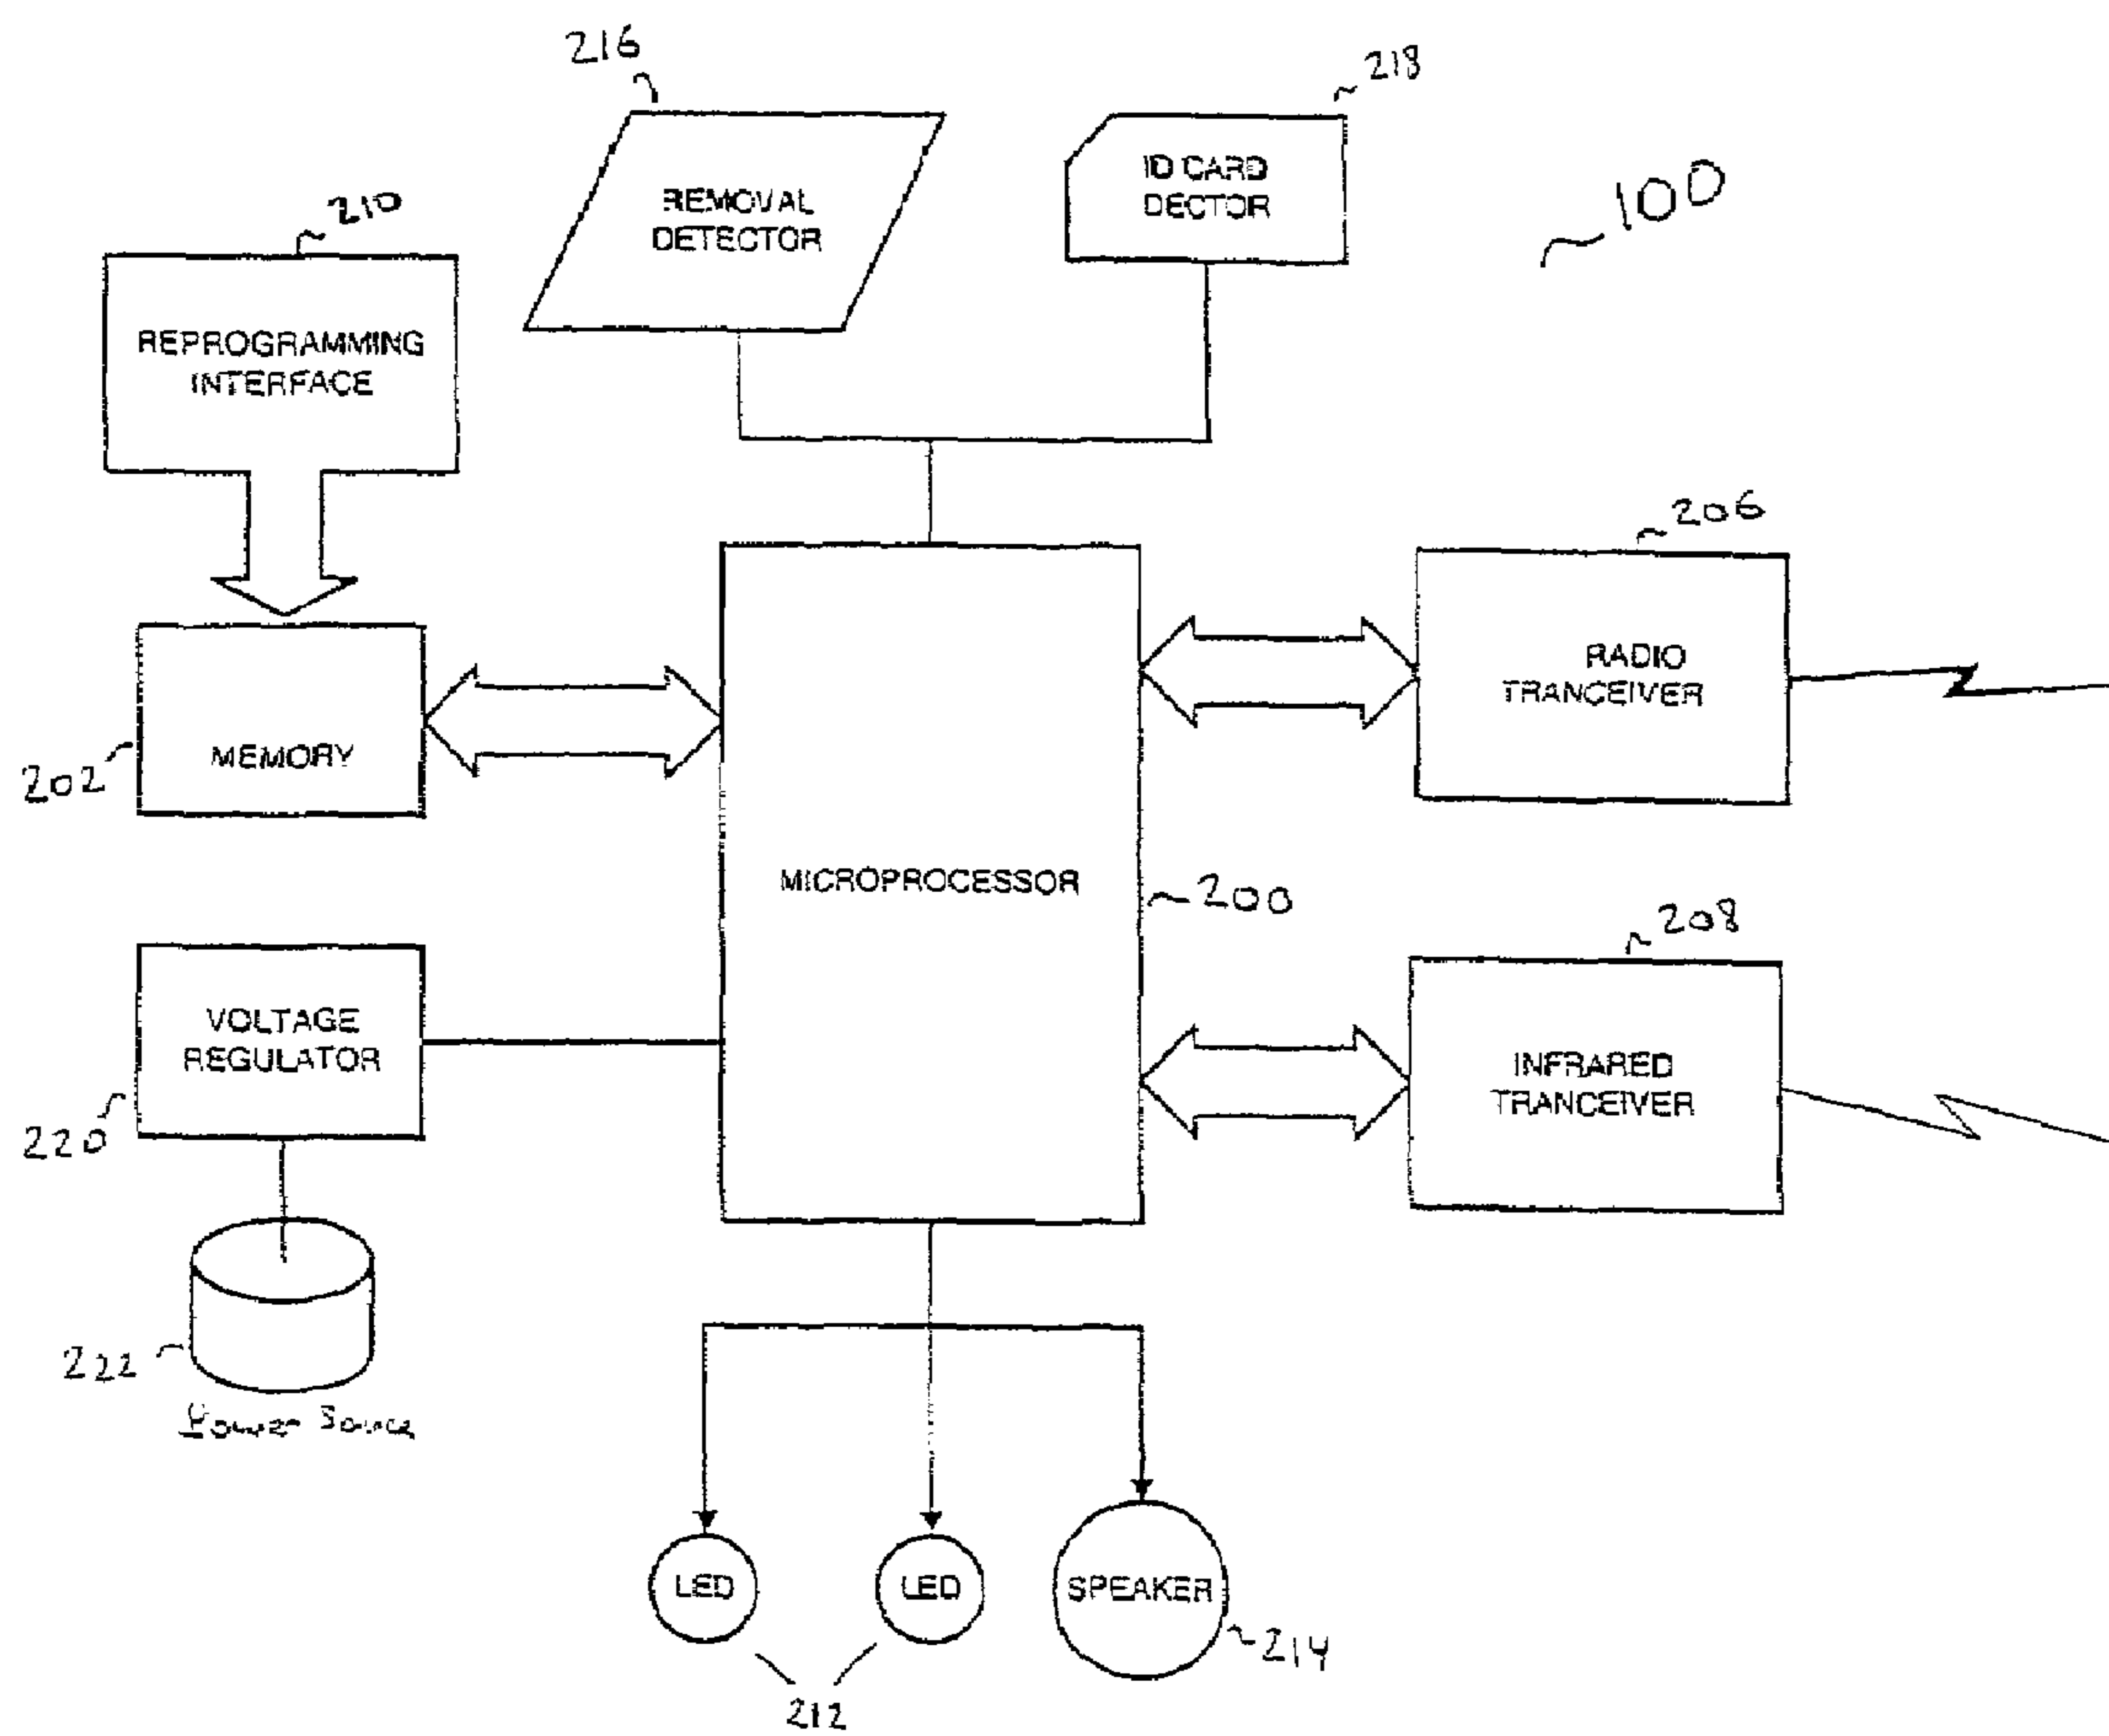 216
218
100
210
REMOVAL
DETECTOR
ID CARD
DECTOR
REPROGRAMMING
INTERFACE
206
RADIO
TRANCEIVER
MEMORY
202
MICROPROCESSOR
200
208
VOLTAGE
REGULATOR
220
INFRARED
TRANCEIVER
222
Power Source
LED
LED
SPEAKER
214
212